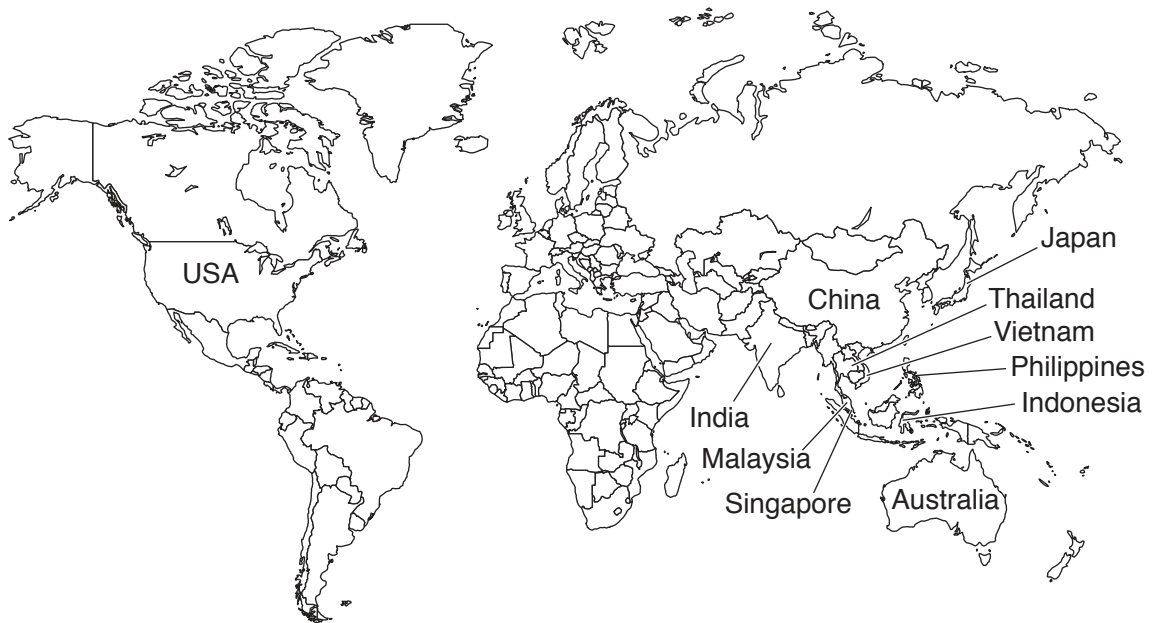 Japan
USA
China
Thailand
Vietnam
Philippines
Indonesia
India
Malaysia
Singapore
Australia